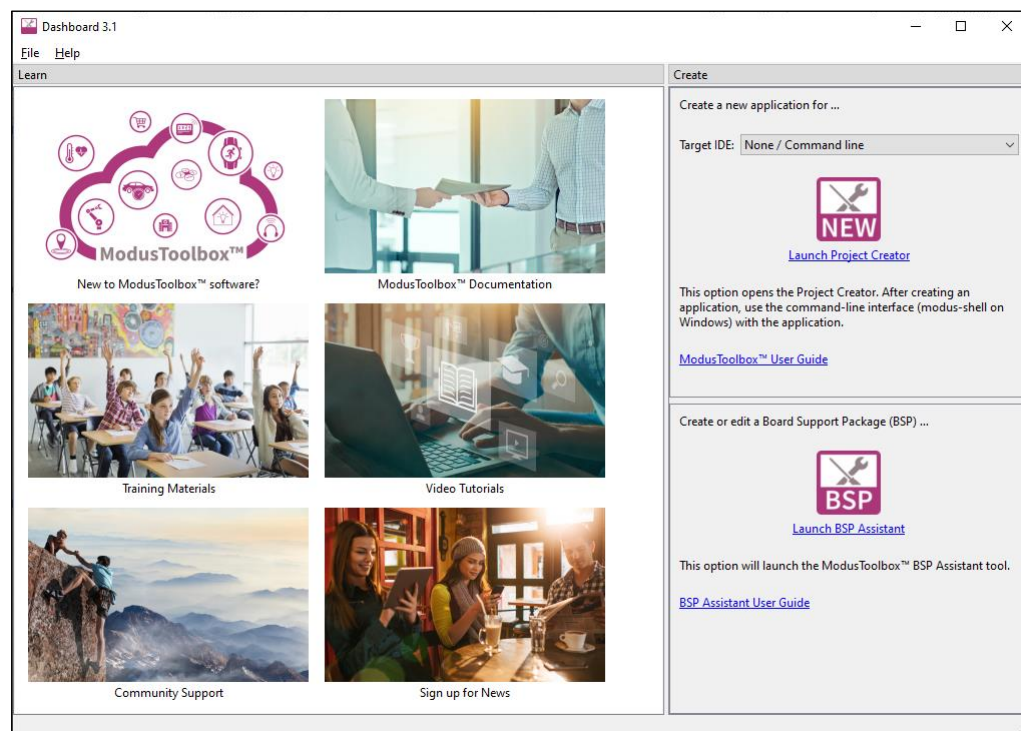 Dashboard 3.1
File Help
Learn
ModusToolbox™
New to ModusToolbox™ software?
ModusToolbox™ Documentation
Training Materials
Video Tutorials
Community Support
Sign up for News
Create
Create a new application for ...
Target IDE: None / Command line
NEW
Launch Project Creator
This option opens the Project Creator. After creating an
application, use the command-line interface (modus-shell on
Windows) with the application.
ModusToolbox™ User Guide
Create or edit a Board Support Package (BSP) ...
BSP
Launch BSP Assistant
This option will launch the ModusToolbox™ BSP Assistant tool.
BSP Assistant User Guide